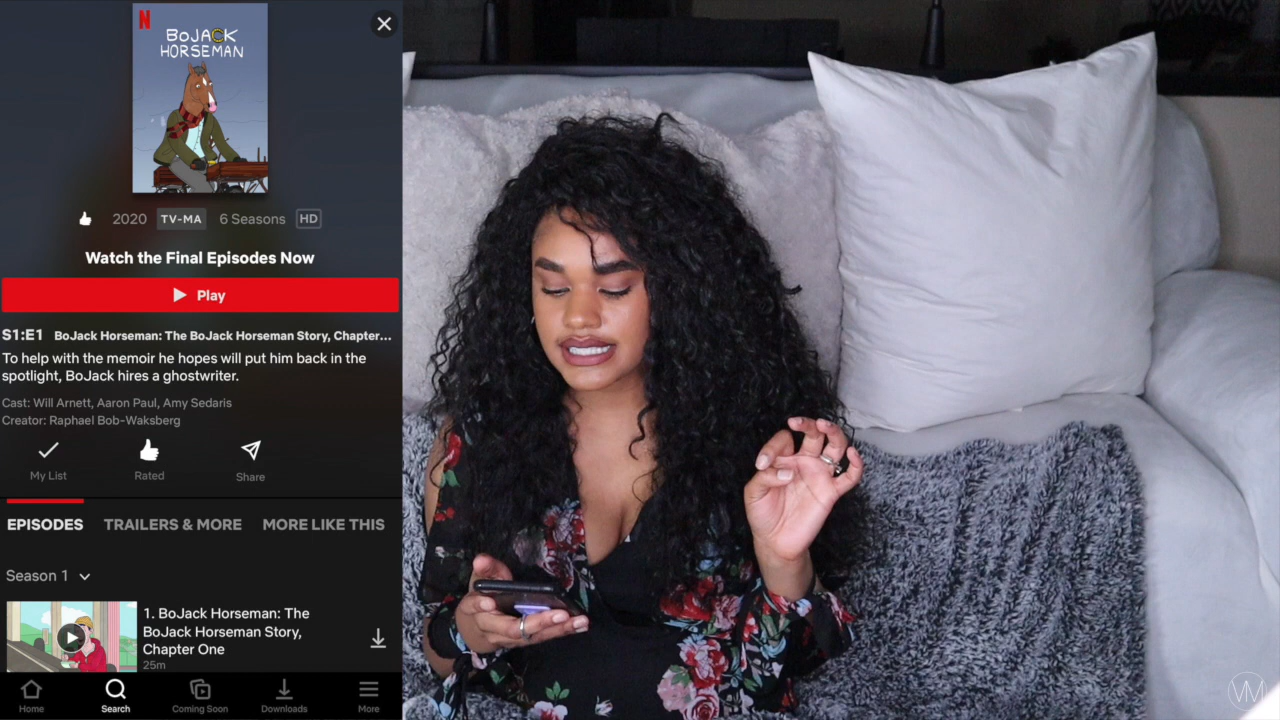 N
BOJACK
HORSEMAN
2020 TV-MA 6 Seasons HD
Watch the Final Episodes Now
Play
S1:E1 BoJack Horseman: The BoJack Horseman Story, Chapter...
To help with the memoir he hopes will put him back in the
spotlight, BoJack hires a ghostwriter.
Cast: Will Arnett, Aaron Paul, Amy Sedaris
Creator: Raphael Bob-Waksberg
My List Rated Share
EPISODES TRAILERS & MORE MORE LIKE THIS
Season 1
1. BoJack Horseman: The
BoJack Horseman Story,
Chapter One
25m
Home Search Coming Soon Downloads More
VM